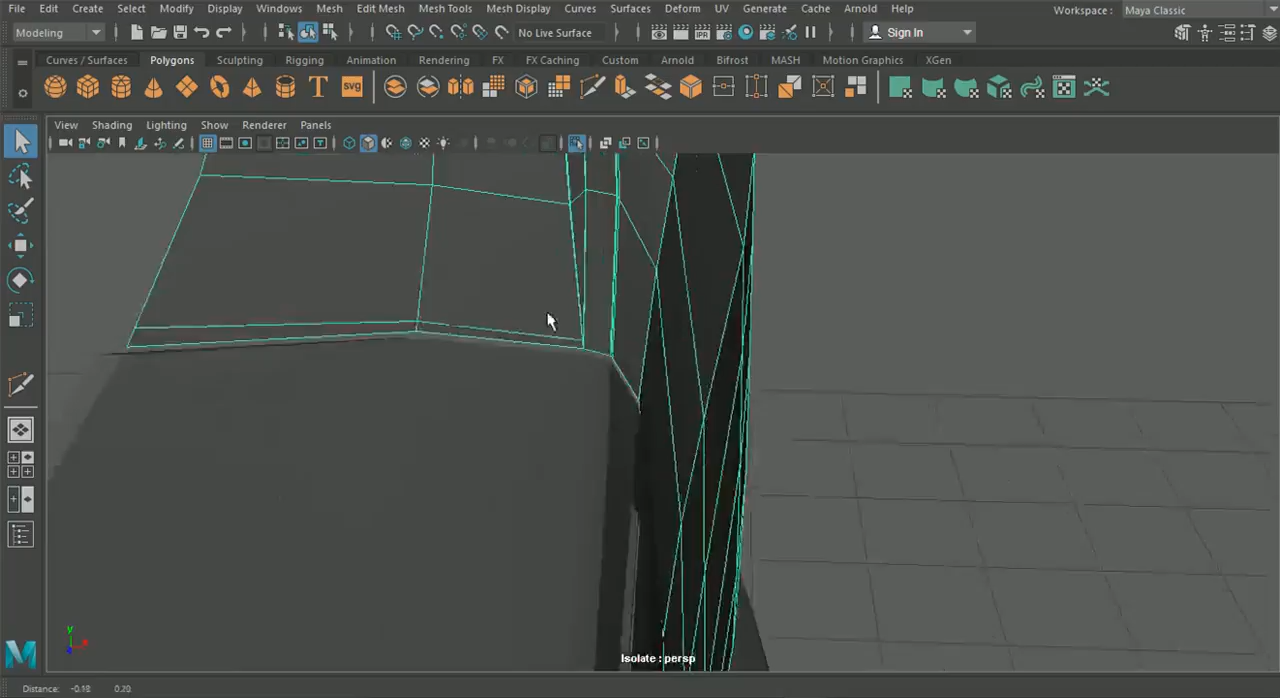 File Edit Create Select Modify Display Windows Mesh Edit Mesh Mesh Tools Mesh Display Curves Surfaces Deform UV Generate Cache Arnold Help Workspace : Maya Classic
Modeling No Live Surface Sign In
Curves / Surfaces Polygons Sculpting Rigging Animation Rendering FX FX Caching Custom Arnold Bifrost MASH Motion Graphics XGen
T SVG
View Shading Lighting Show Renderer Panels
y
Isolate : persp
M
Distance: -0.18 0.20